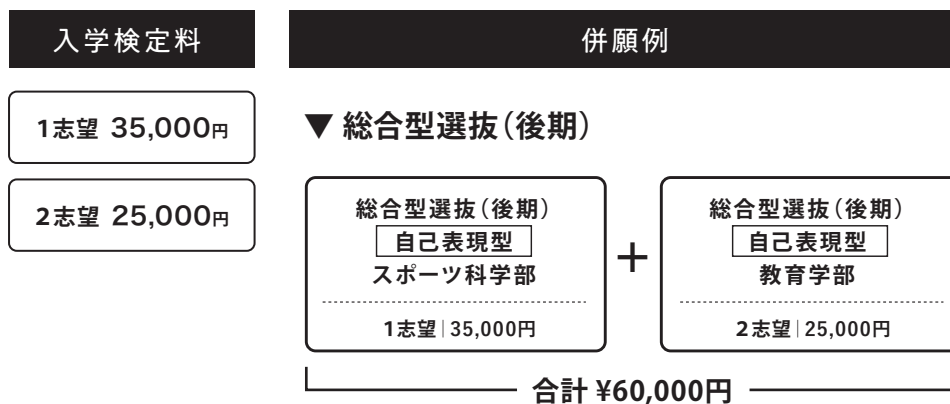 入学検定料
1志望 35,000円
2志望 25,000円
併願例
▼ 総合型選抜(後期)
総合型選抜(後期)
自己表現型
スポーツ科学部
1志望|35,000円
+
総合型選抜(後期)
自己表現型
教育学部
2志望|25,000円
合計 ¥60,000円